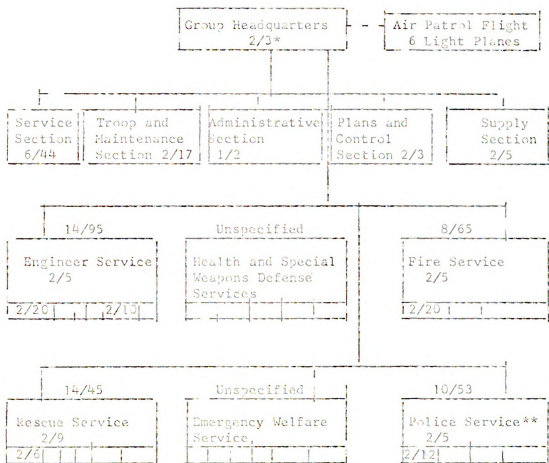 Group Headquarters
2/3*
Air Patrol Flight
6 Light Planes
Service
Section
6/44
Troop and
Maintenance
Section 2/17
Administrative
Section
1/2
Plans and
Control
Section 2/3
Supply
Section
2/5
14/95
Engineer Service
2/5
2/20 2/10
Unspecified
Health and Special
Weapons Defense
Services
8/65
Fire Service
2/5
2/20
14/45
Rescue Service
2/9
2/6
Unspecified
Emergency Welfare
Service,
10/53
Police Service**
2/5
2/12